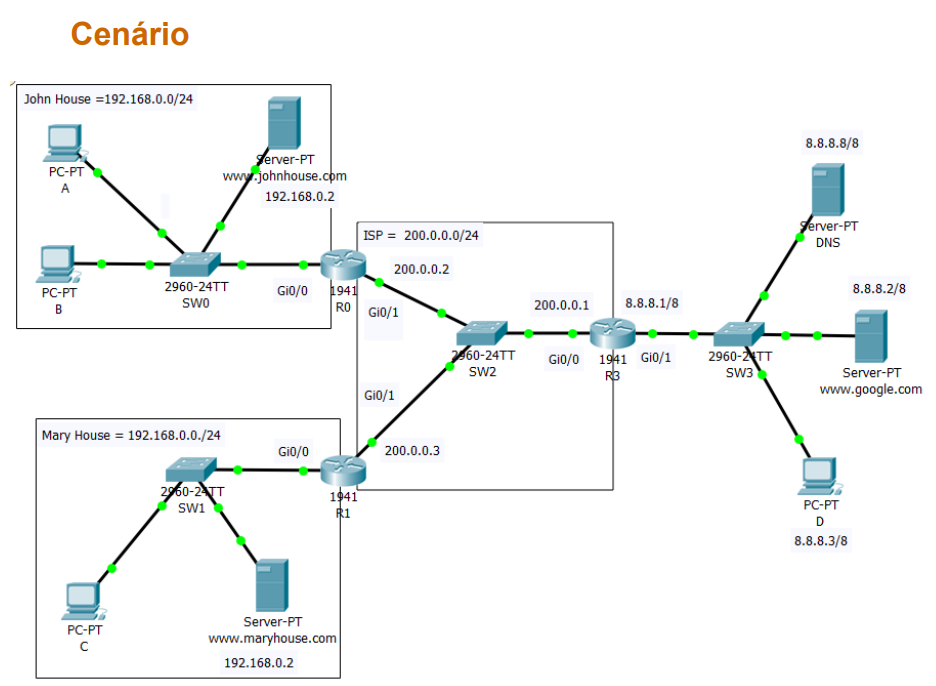 Cenário
John House =192.168.0.0/24
PC-PT
A
Server-PT
www.johnhouse.com
192.168.0.2
PC-PT
B
2960-24TT
SW0
Gi0/0
1941
R0
ISP = 200.0.0.0/24
200.0.0.2
Gi0/1
2960-24TT
SW2
Gi0/1
200.0.0.3
200.0.0.1
Gi0/0
1941
R3
8.8.8.1/8
Gi0/1
2960-24TT
SW3
8.8.8.8/8
Server-PT
DNS
8.8.8.2/8
Server-PT
www.google.com
PC-PT
D
8.8.8.3/8
Mary House = 192.168.0.0./24
Gi0/0
1941
R1
2960-24TT
SW1
PC-PT
C
Server-PT
www.maryhouse.com
192.168.0.2